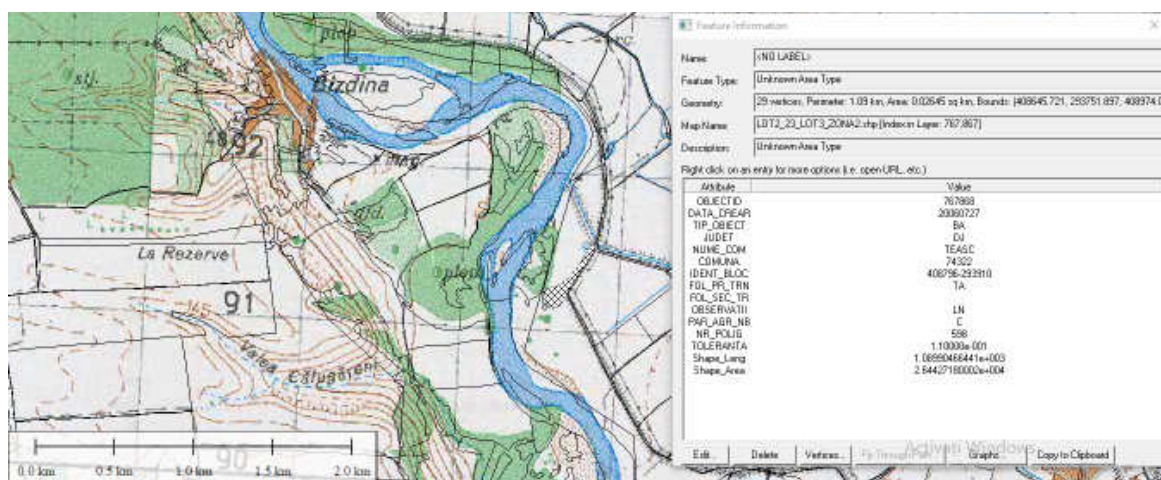 plop
stj.
Bizdina
92
La Rezerve
91
165
Valea Călugăreni
90
0.0 km 0.5 km 1.0 km 1.5 km 2.0 km
Feature Information
Name: <NO LABEL>
Feature Type: Unknown Area Type
Geometry: 29 vertices, Perimeter: 1.09 km, Area: 0.02645 sq km, Bounds: (408645.721, 293751.897, 408974.0
Map Name: LOT2_23_LOT3_ZONA2.shp (Index in Layer: 767,867)
Description: Unknown Area Type
Right click on an entry for more options (i.e. open URL, etc.)
Attribute Value
OBJECTID 767868
DATA_CREAR 20060727
TIP_OBIECT BA
JUDET DJ
NUME_COM TEASC
COMUNA 74322
IDENT_BLOC 408796-293910
FOL_PR_TRN TA
FOL_SEC_TR
OBSERVATII LN
PAR_AGR_NB C
NR_POLIG 598
TOLERANTA 1.10000e-001
Shape_Leng 1.08990466441e+003
Shape_Area 2.64427180002e+004
Activati Windows
Edit... Delete Vertices... Graphs... Copy to Clipboard